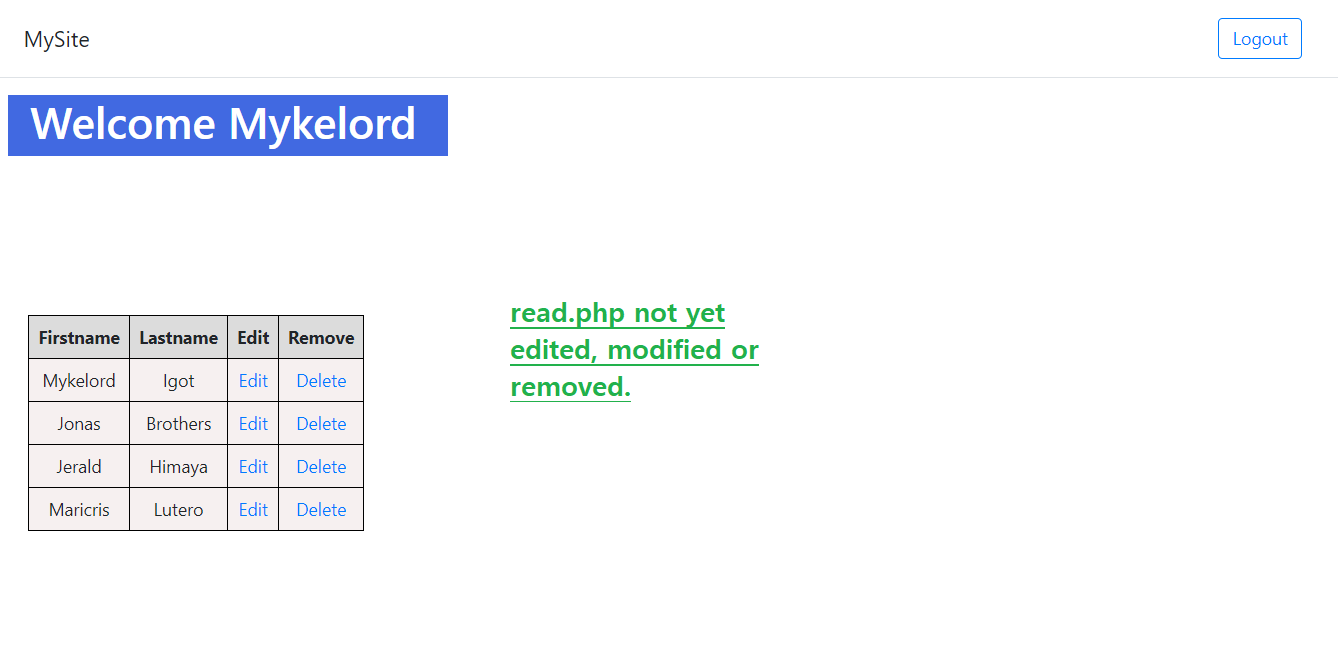 MySite
Logout
Welcome Mykelord
read.php not yet
edited, modified or
removed.
Firstname Lastname Edit Remove
Mykelord Igot Edit Delete
Jonas Brothers Edit Delete
Jerald Himaya Edit Delete
Maricris Lutero Edit Delete